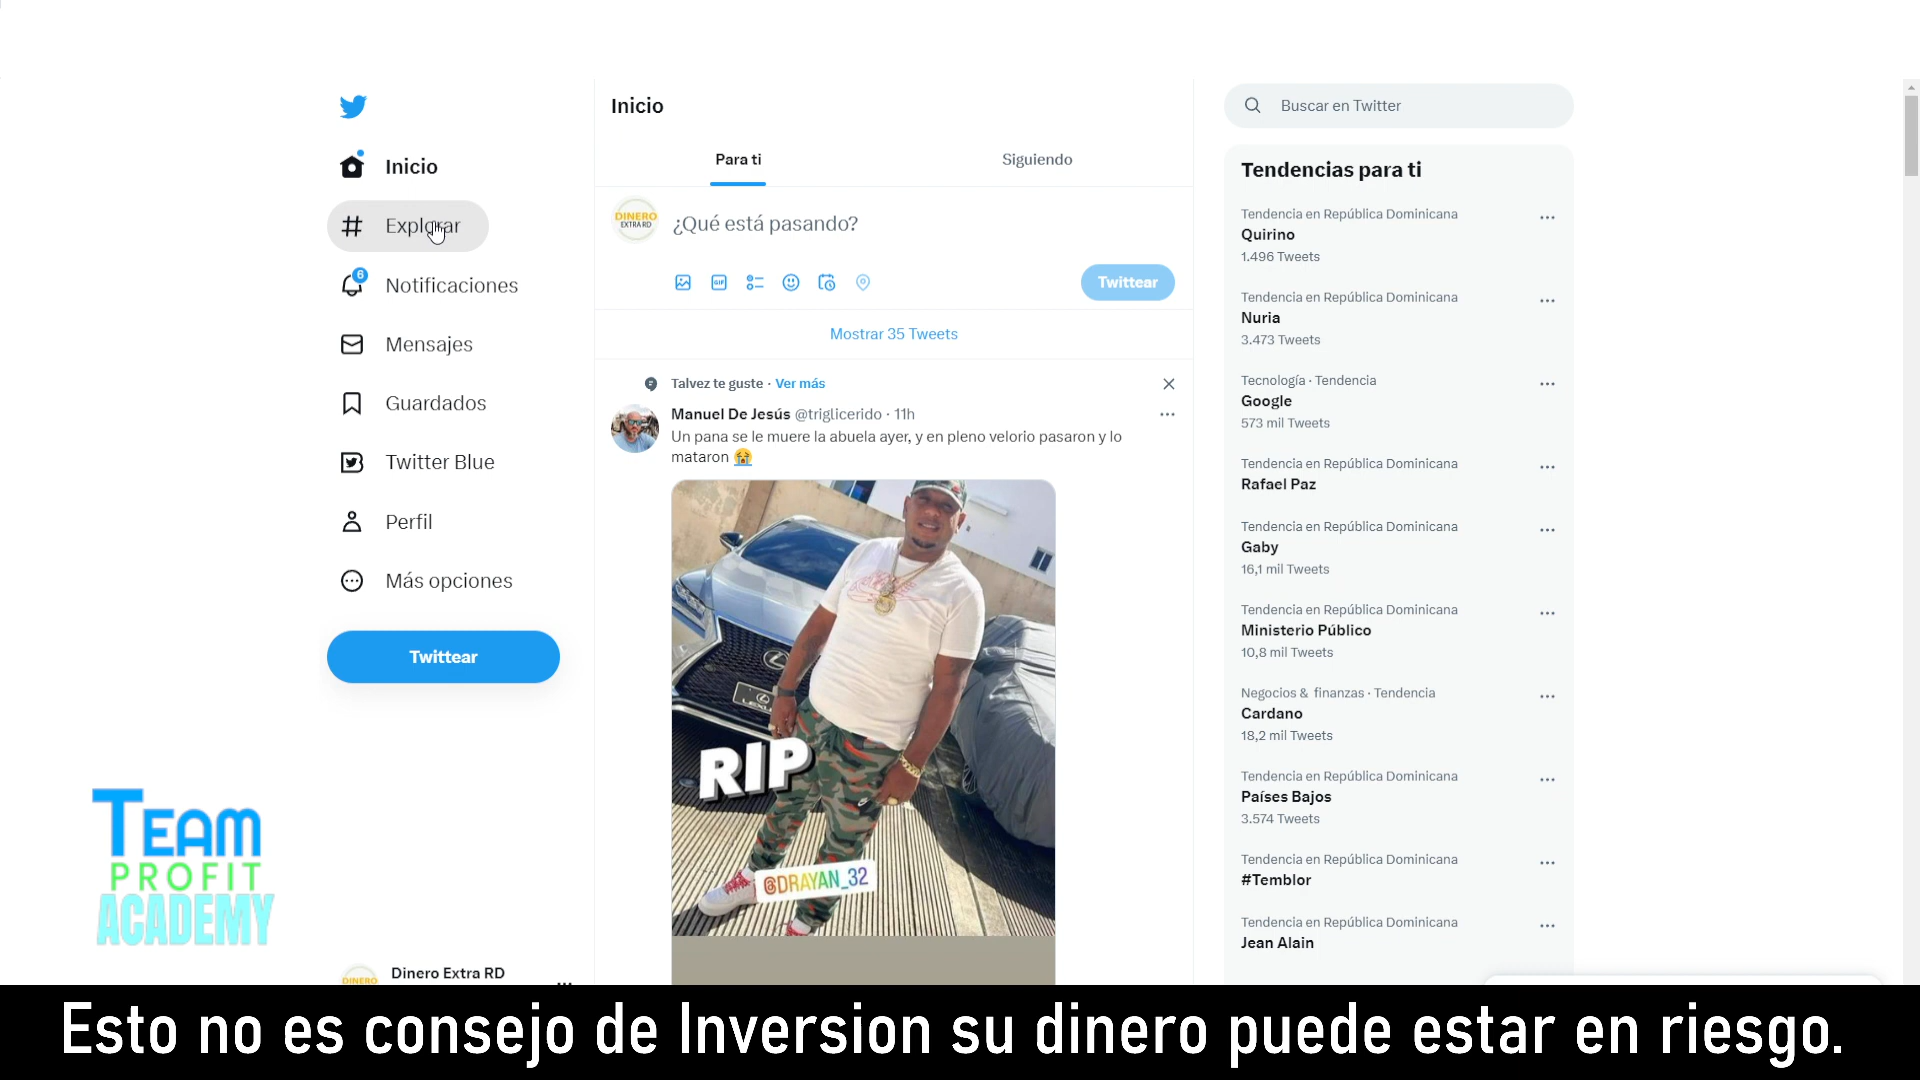 Inicio
Explorar
6
Notificaciones
Mensajes
Guardados
Twitter Blue
Perfil
Más opciones
Twittear
TEAM
PROFIT
ACADEMY
DINERO
Dinero Extra RD
Inicio
Para ti
Siguiendo
DINERO
EXTRA RD
¿Qué está pasando?
GIF
Twittear
Mostrar 35 Tweets
Talvez te guste · Ver más
Manuel De Jesús @triglicerido · 11h
Un pana se le muere la abuela ayer, y en pleno velorio pasaron y lo
mataron 😭
RIP
@DRAYAN_32
Buscar en Twitter
Tendencias para ti
Tendencia en República Dominicana
Quirino
1.496 Tweets
Tendencia en República Dominicana
Nuria
3.473 Tweets
Tecnología · Tendencia
Google
573 mil Tweets
Tendencia en República Dominicana
Rafael Paz
Tendencia en República Dominicana
Gaby
16,1 mil Tweets
Tendencia en República Dominicana
Ministerio Público
10,8 mil Tweets
Negocios & finanzas · Tendencia
Cardano
18,2 mil Tweets
Tendencia en República Dominicana
Países Bajos
3.574 Tweets
Tendencia en República Dominicana
#Temblor
Tendencia en República Dominicana
Jean Alain
Esto no es consejo de Inversion su dinero puede estar en riesgo.